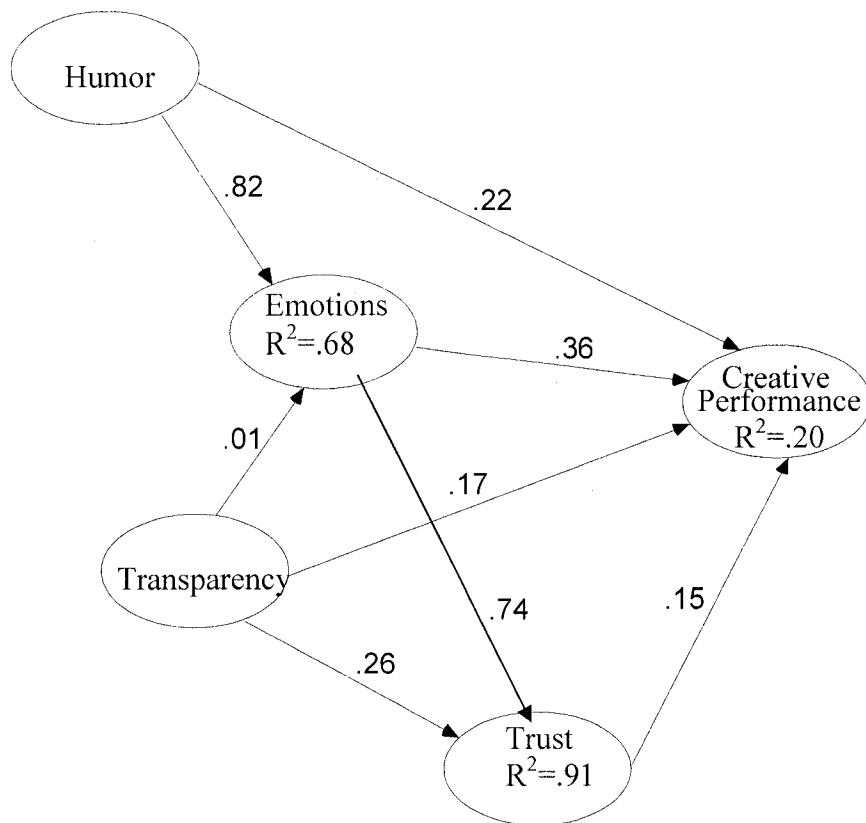 Humor
.82
.22
Emotions
R²=.68
.36
Creative
Performance
R²=.20
.01
.17
Transparency
.74
.15
.26
Trust
R²=.91